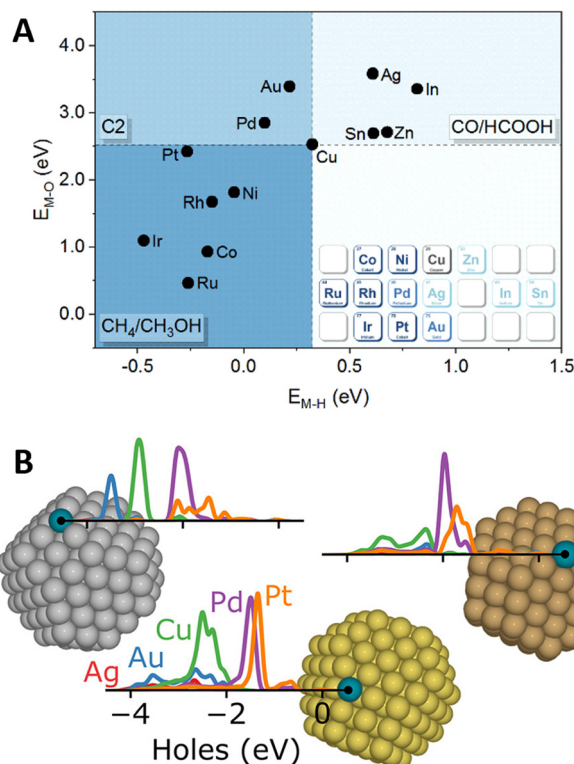 A
4.0
3.0
2.0
1.0
0.0
E_M-O (eV)
Au
Ag
In
Pd
Sn
Zn
C2
CO/HCOOH
Pt
Cu
Rh
Ni
Ir
Co
Ru
CH4/CH3OH
Co Ni Cu Zn
Ru Rh Pd Ag In Sn
Ir Pt Au
-0.5 0.0 0.5 1.0 1.5
E_M-H (eV)
B
Ag Au Cu Pd Pt
−4 −2 0
Holes (eV)